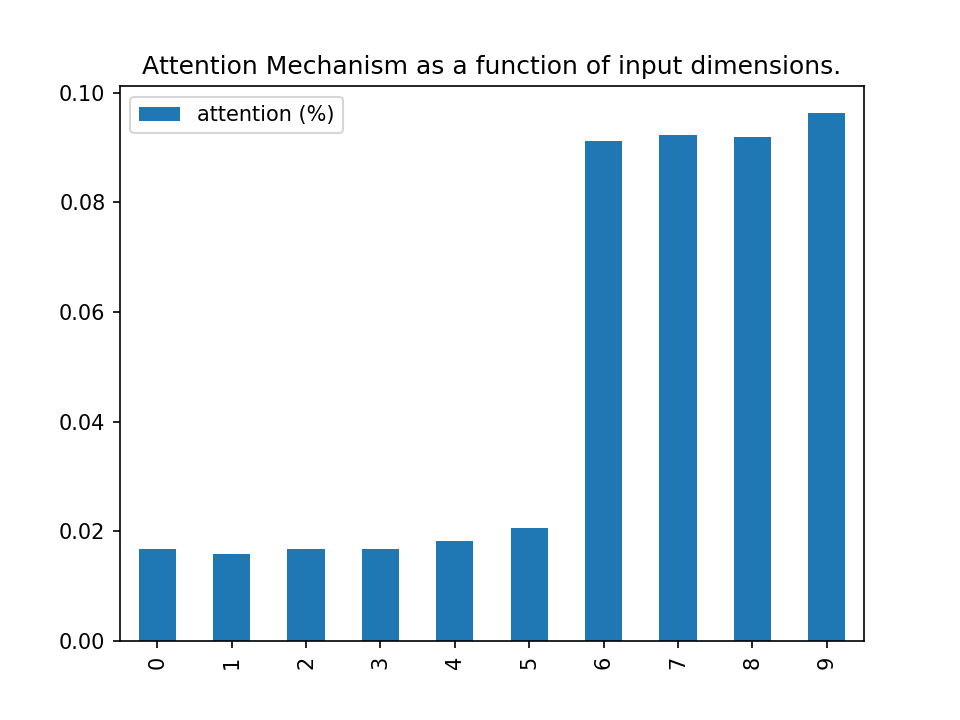 Attention Mechanism as a function of input dimensions.
attention (%)
0.10
0.08
0.06
0.04
0.02
0.00
0 1 2 3 4 5 6 7 8 9